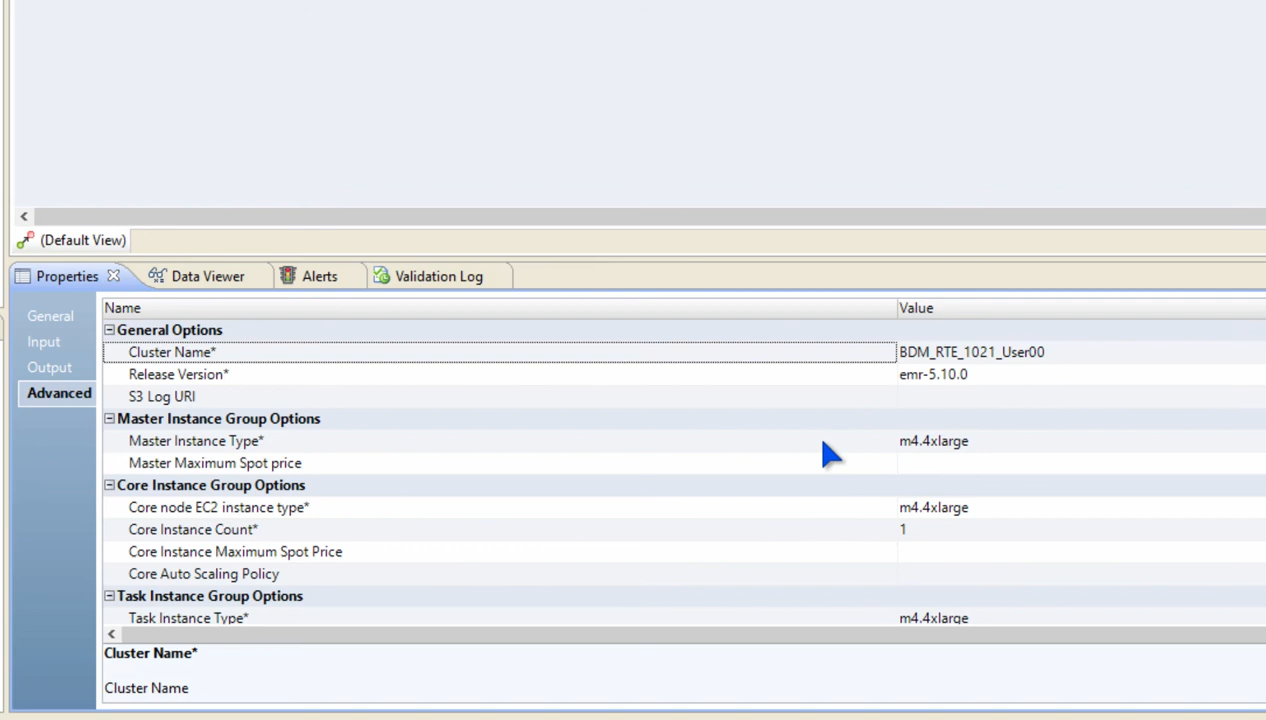 (Default View)
Properties Data Viewer Alerts Validation Log
General
Input
Output
Advanced
Name Value
General Options
Cluster Name* BDM_RTE_1021_User00
Release Version* emr-5.10.0
S3 Log URI
Master Instance Group Options
Master Instance Type* m4.4xlarge
Master Maximum Spot price
Core Instance Group Options
Core node EC2 instance type* m4.4xlarge
Core Instance Count* 1
Core Instance Maximum Spot Price
Core Auto Scaling Policy
Task Instance Group Options
Task Instance Type* m4.4xlarge
Cluster Name*
Cluster Name